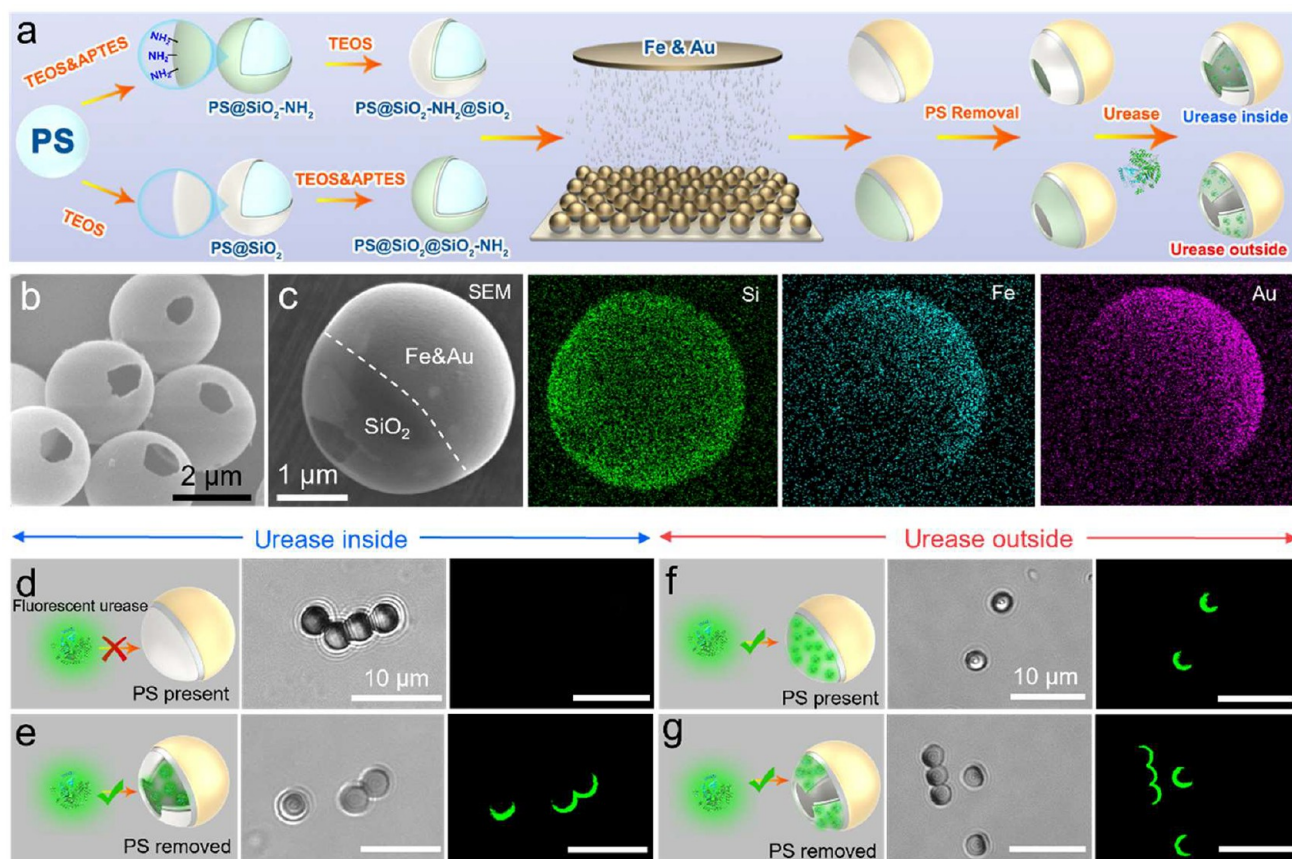 a
TEOS&APTES
NH₂
NH₂
NH₂
PS@SiO₂-NH₂
TEOS
PS@SiO₂-NH₂@SiO₂
PS
TEOS
PS@SiO₂
TEOS&APTES
PS@SiO₂@SiO₂-NH₂
Fe & Au
PS Removal
Urease
Urease inside
Urease outside
b
2 μm
c
SEM
Fe&Au
SiO₂
1 μm
Si
Fe
Au
Urease inside
Urease outside
d
Fluorescent urease
PS present
10 μm
e
PS removed
f
PS present
10 μm
g
PS removed